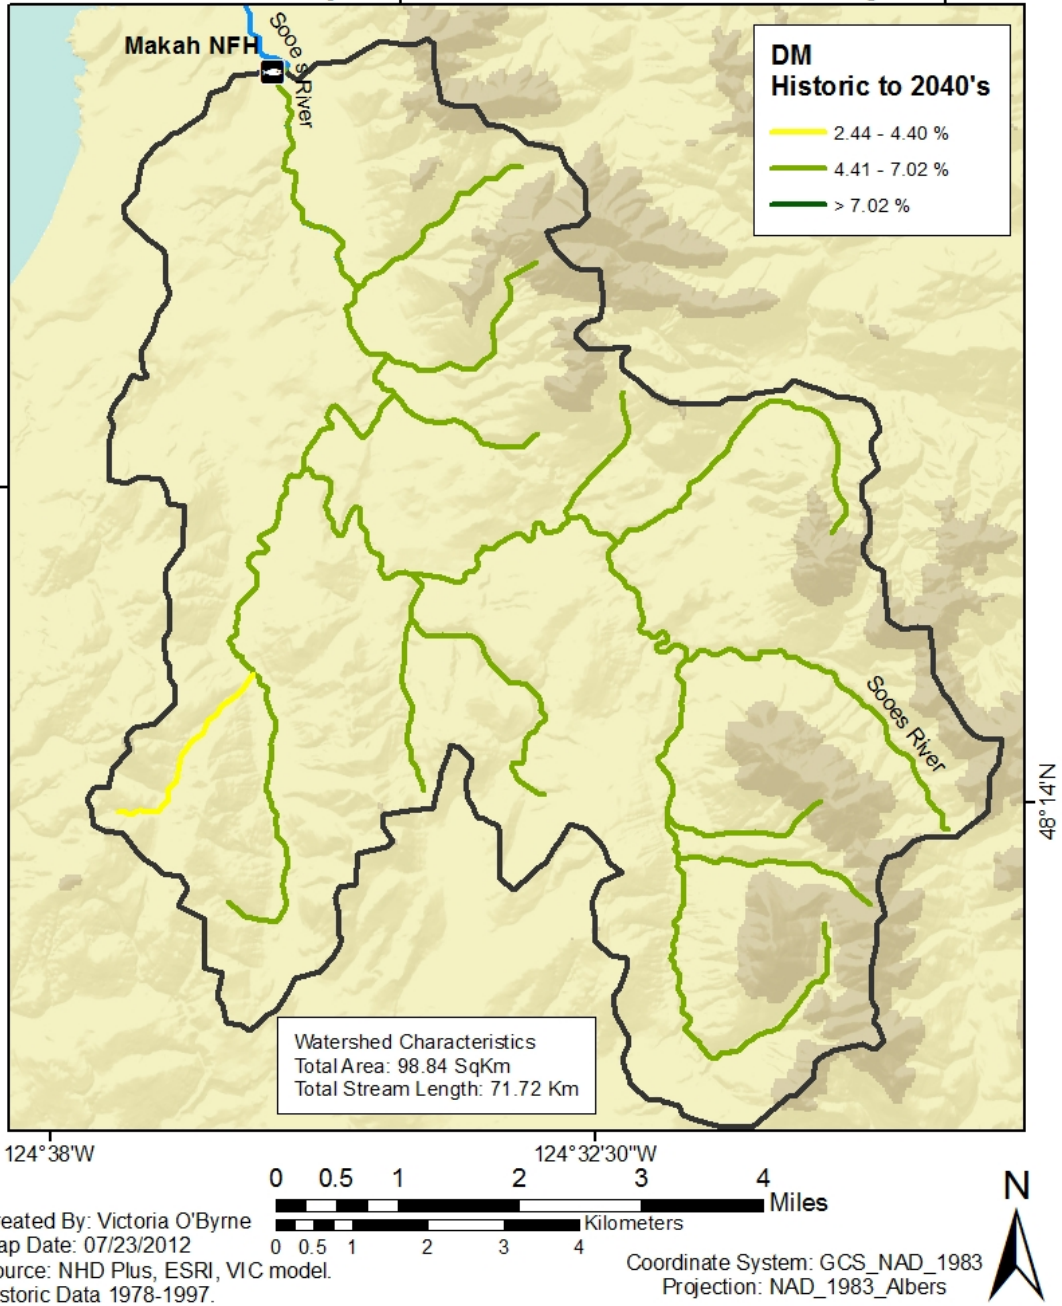 Makah NFH
Sooes River
DM
Historic to 2040's
2.44 - 4.40 %
4.41 - 7.02 %
> 7.02 %
Sooes River
48°14'N
Watershed Characteristics
Total Area: 98.84 SqKm
Total Stream Length: 71.72 Km
124°38'W
124°32'30"W
0 0.5 1 2 3 4
Miles
Kilometers
0 0.5 1 2 3 4
N
eated By: Victoria O'Byrne
ap Date: 07/23/2012
ource: NHD Plus, ESRI, VIC model.
storic Data 1978-1997.
Coordinate System: GCS_NAD_1983
Projection: NAD_1983_Albers